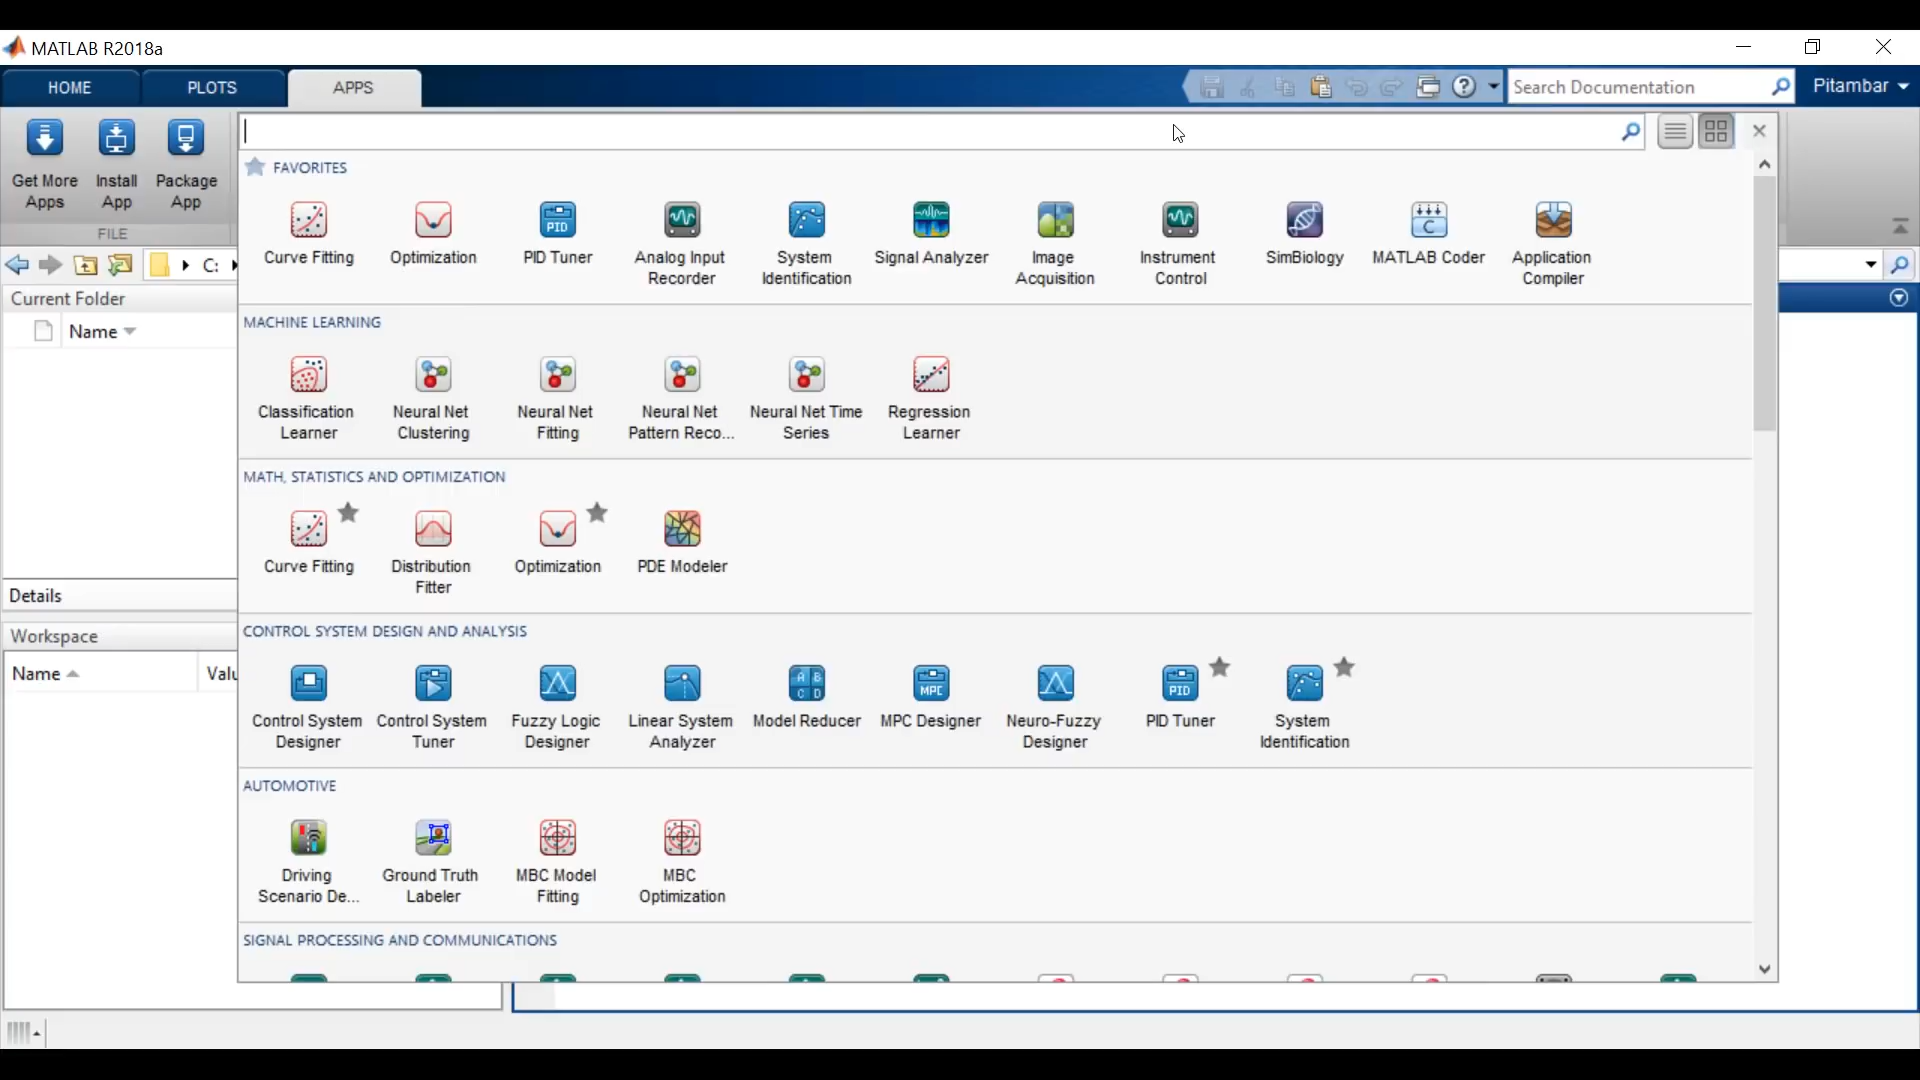 MATLAB R2018a
HOME
PLOTS
APPS
Search Documentation
Pitambar
Get More
Apps
Install
App
Package
App
FILE
C:
Current Folder
Name
Details
Workspace
Name
Valu
FAVORITES
Curve Fitting
Optimization
PID
PID Tuner
Analog Input
Recorder
System
Identification
Signal Analyzer
Image
Acquisition
Instrument
Control
SimBiology
C
MATLAB Coder
Application
Compiler
MACHINE LEARNING
Classification
Learner
Neural Net
Clustering
Neural Net
Fitting
Neural Net
Pattern Reco...
Neural Net Time
Series
Regression
Learner
MATH, STATISTICS AND OPTIMIZATION
Curve Fitting
Distribution
Fitter
Optimization
PDE Modeler
CONTROL SYSTEM DESIGN AND ANALYSIS
Control System
Designer
Control System
Tuner
Fuzzy Logic
Designer
Linear System
Analyzer
A B
C D
Model Reducer
MPC
MPC Designer
Neuro-Fuzzy
Designer
PID
PID Tuner
System
Identification
AUTOMOTIVE
Driving
Scenario De...
Ground Truth
Labeler
MBC Model
Fitting
MBC
Optimization
SIGNAL PROCESSING AND COMMUNICATIONS